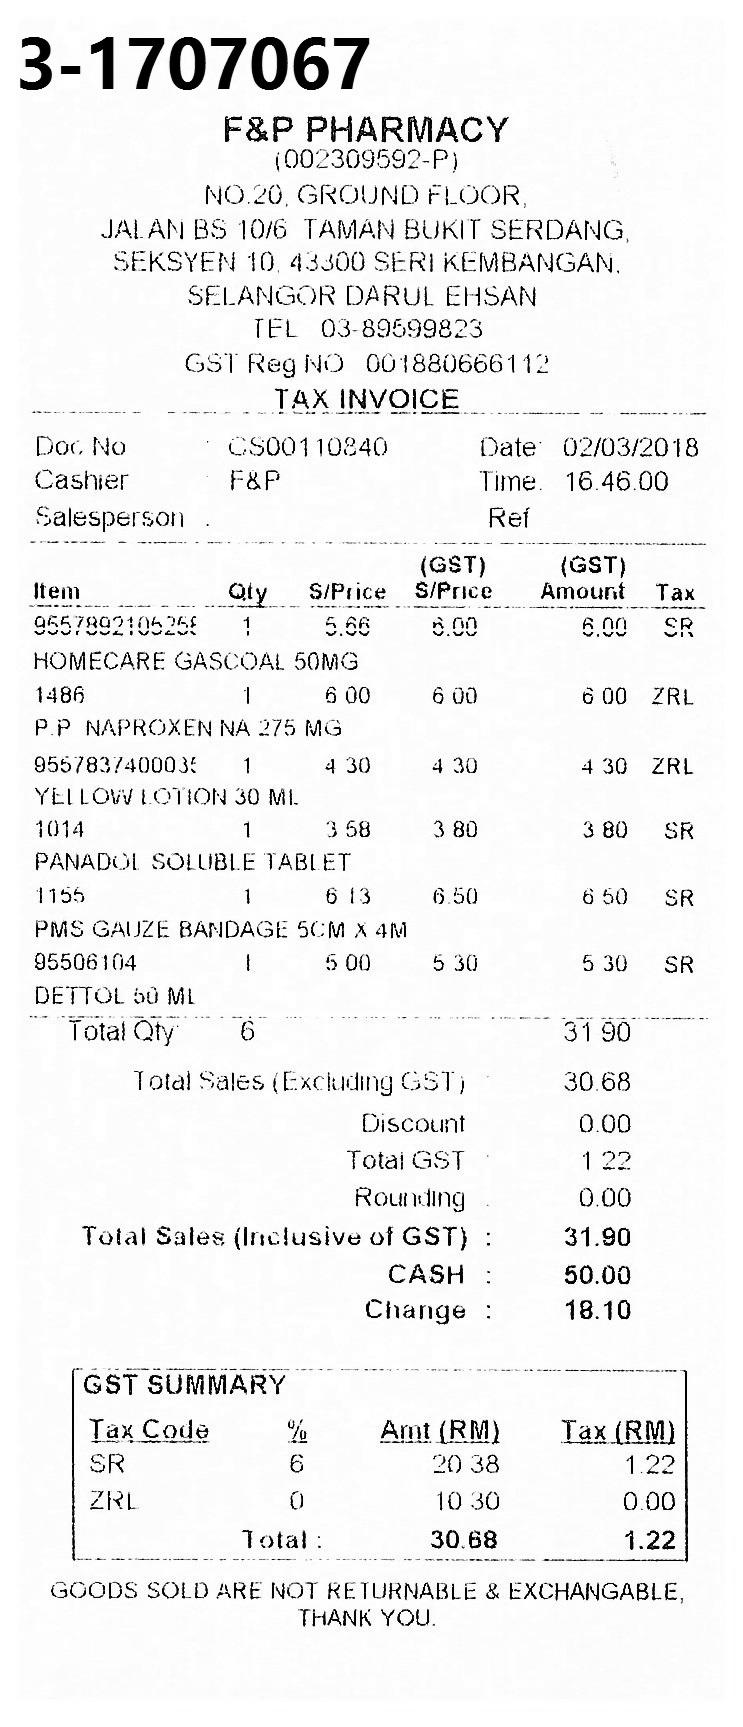 3-1707067
F&P PHARMACY
(002309592-P)
NO.20, GROUND FLOOR,
JALAN BS 10/6 TAMAN BUKIT SERDANG,
SEKSYEN 10, 43300 SERI KEMBANGAN,
SELANGOR DARUL EHSAN
TEL 03-89599823
GST Reg NO 001880666112
TAX INVOICE
Doc No : CS00110840 Date: 02/03/2018
Cashier F&P Time: 16:46:00
Salesperson : Ref
(GST) (GST)
Item Qty S/Price S/Price Amount Tax
1 5.66 6.00 6.00 SR
HOMECARE GASCOAL 50MG
1486 1 6.00 6.00 6.00 ZRL
P.P NAPROXEN NA 275 MG
1 4.30 4.30 4.30 ZRL
YELLOW LOTION 30 ML
1014 1 3.58 3.80 3.80 SR
PANADOL SOLUBLE TABLET
1155 1 6.13 6.50 6.50 SR
PMS GAUZE BANDAGE 5CM X 4M
95506104 1 5.00 5.30 5.30 SR
DETTOL 50 ML
Total Qty 6 31.90
Total Sales (Excluding GST) : 30.68
Discount 0.00
Total GST : 1.22
Rounding : 0.00
Total Sales (Inclusive of GST) : 31.90
CASH : 50.00
Change : 18.10
GST SUMMARY
Tax Code % Amt (RM) Tax (RM)
SR 6 20.38 1.22
ZRL 0 10.30 0.00
Total : 30.68 1.22
GOODS SOLD ARE NOT RETURNABLE & EXCHANGABLE,
THANK YOU.